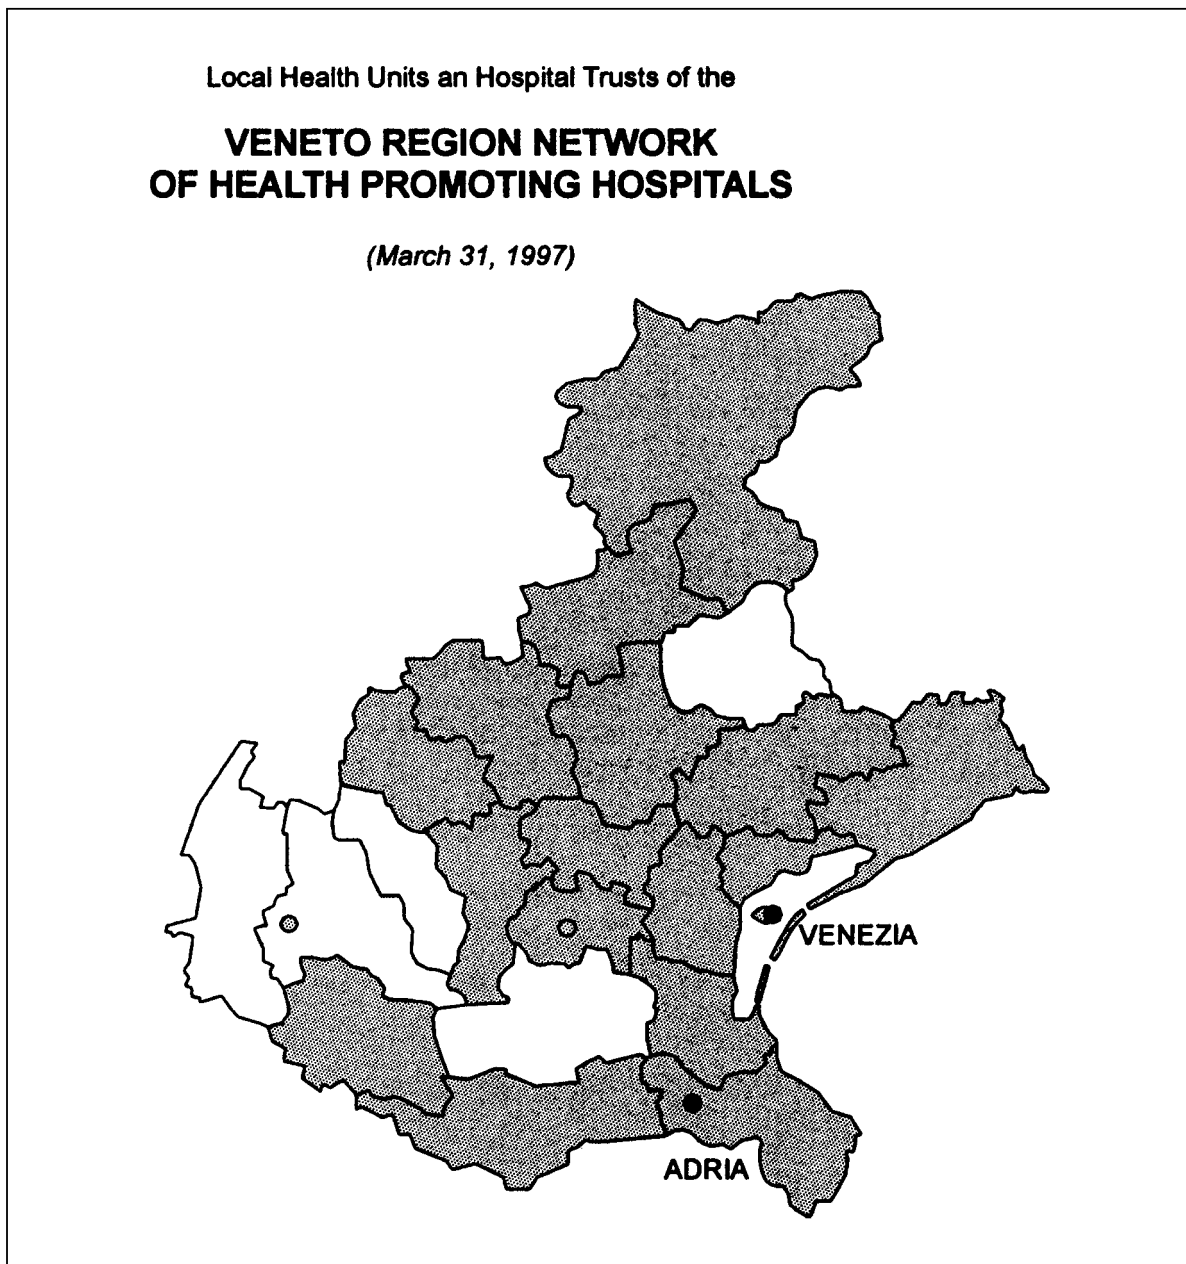 Local Health Units an Hospital Trusts of the
VENETO REGION NETWORK
OF HEALTH PROMOTING HOSPITALS
(March 31, 1997)
VENEZIA
ADRIA